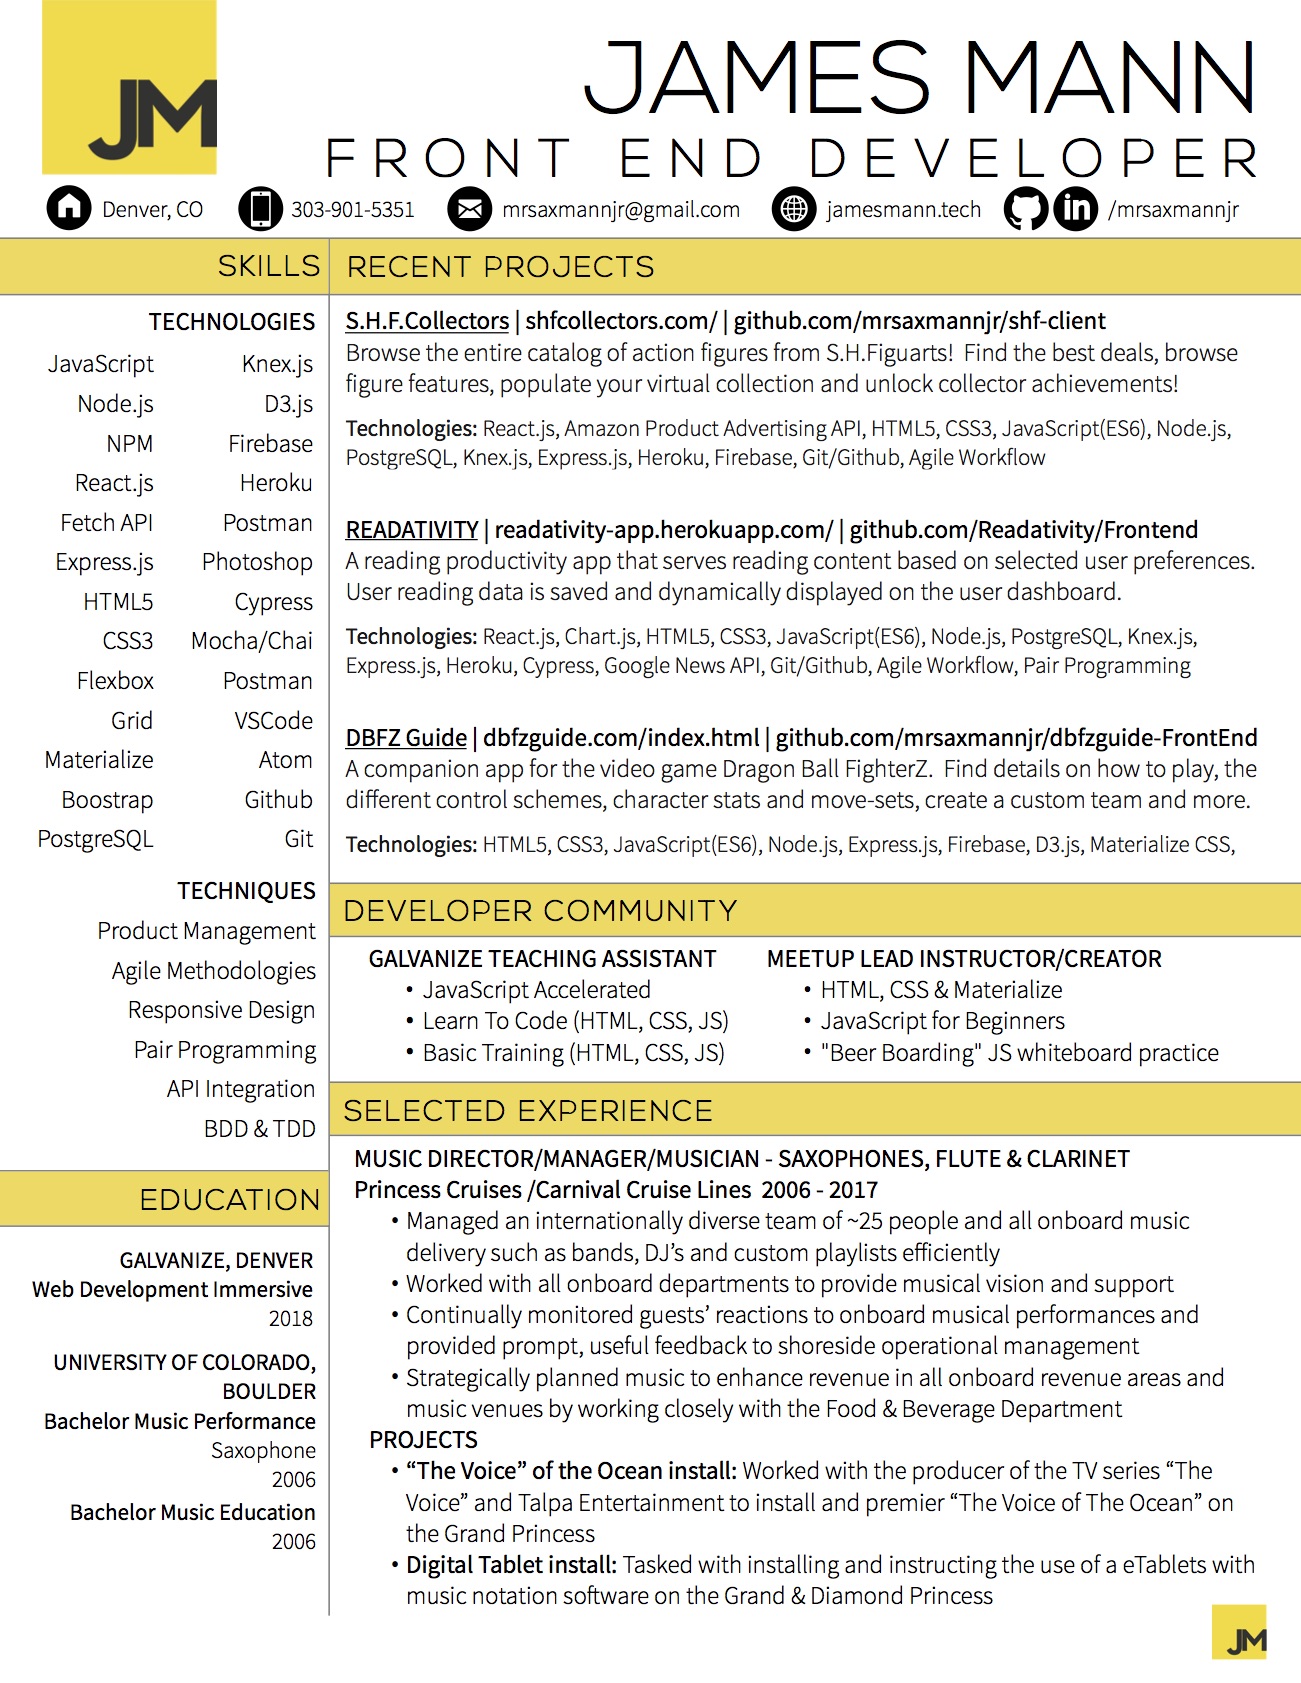 JM
JAMES MANN
FRONT END DEVELOPER
Denver, CO 303-901-5351 mrsaxmannjr@gmail.com jamesmann.tech in /mrsaxmannjr
SKILLS
TECHNOLOGIES
JavaScript Knex.js
Node.js D3.js
NPM Firebase
React.js Heroku
Fetch API Postman
Express.js Photoshop
HTML5 Cypress
CSS3 Mocha/Chai
Flexbox Postman
Grid VSCode
Materialize Atom
Boostrap Github
PostgreSQL Git
TECHNIQUES
Product Management
Agile Methodologies
Responsive Design
Pair Programming
API Integration
BDD & TDD
EDUCATION
GALVANIZE, DENVER
Web Development Immersive
2018
UNIVERSITY OF COLORADO,
BOULDER
Bachelor Music Performance
Saxophone
2006
Bachelor Music Education
2006
RECENT PROJECTS
S.H.F.Collectors | shfcollectors.com/ | github.com/mrsaxmannjr/shf-client
Browse the entire catalog of action figures from S.H.Figuarts!  Find the best deals, browse
figure features, populate your virtual collection and unlock collector achievements!
Technologies: React.js, Amazon Product Advertising API, HTML5, CSS3, JavaScript(ES6), Node.js,
PostgreSQL, Knex.js, Express.js, Heroku, Firebase, Git/Github, Agile Workflow
READATIVITY | readativity-app.herokuapp.com/ | github.com/Readativity/Frontend
A reading productivity app that serves reading content based on selected user preferences.
User reading data is saved and dynamically displayed on the user dashboard.
Technologies: React.js, Chart.js, HTML5, CSS3, JavaScript(ES6), Node.js, PostgreSQL, Knex.js,
Express.js, Heroku, Cypress, Google News API, Git/Github, Agile Workflow, Pair Programming
DBFZ Guide | dbfzguide.com/index.html | github.com/mrsaxmannjr/dbfzguide-FrontEnd
A companion app for the video game Dragon Ball FighterZ.  Find details on how to play, the
different control schemes, character stats and move-sets, create a custom team and more.
Technologies: HTML5, CSS3, JavaScript(ES6), Node.js, Express.js, Firebase, D3.js, Materialize CSS,
DEVELOPER COMMUNITY
GALVANIZE TEACHING ASSISTANT
• JavaScript Accelerated
• Learn To Code (HTML, CSS, JS)
• Basic Training (HTML, CSS, JS)
MEETUP LEAD INSTRUCTOR/CREATOR
• HTML, CSS & Materialize
• JavaScript for Beginners
• "Beer Boarding" JS whiteboard practice
SELECTED EXPERIENCE
MUSIC DIRECTOR/MANAGER/MUSICIAN - SAXOPHONES, FLUTE & CLARINET
Princess Cruises /Carnival Cruise Lines  2006 - 2017
• Managed an internationally diverse team of ~25 people and all onboard music
delivery such as bands, DJ’s and custom playlists efficiently
• Worked with all onboard departments to provide musical vision and support
• Continually monitored guests’ reactions to onboard musical performances and
provided prompt, useful feedback to shoreside operational management
• Strategically planned music to enhance revenue in all onboard revenue areas and
music venues by working closely with the Food & Beverage Department
PROJECTS
• “The Voice” of the Ocean install: Worked with the producer of the TV series “The
Voice” and Talpa Entertainment to install and premier “The Voice of The Ocean” on
the Grand Princess
• Digital Tablet install: Tasked with installing and instructing the use of a eTablets with
music notation software on the Grand & Diamond Princess
JM